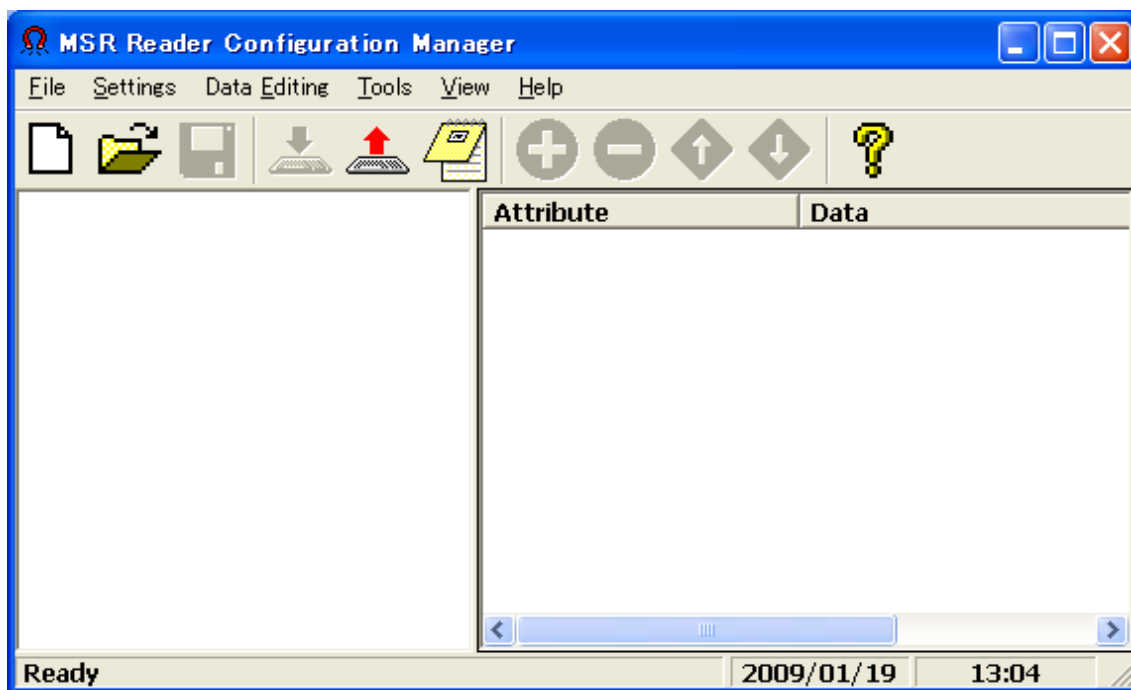 MSR Reader Configuration Manager
File Settings Data Editing Tools View Help
Attribute Data
Ready 2009/01/19 13:04